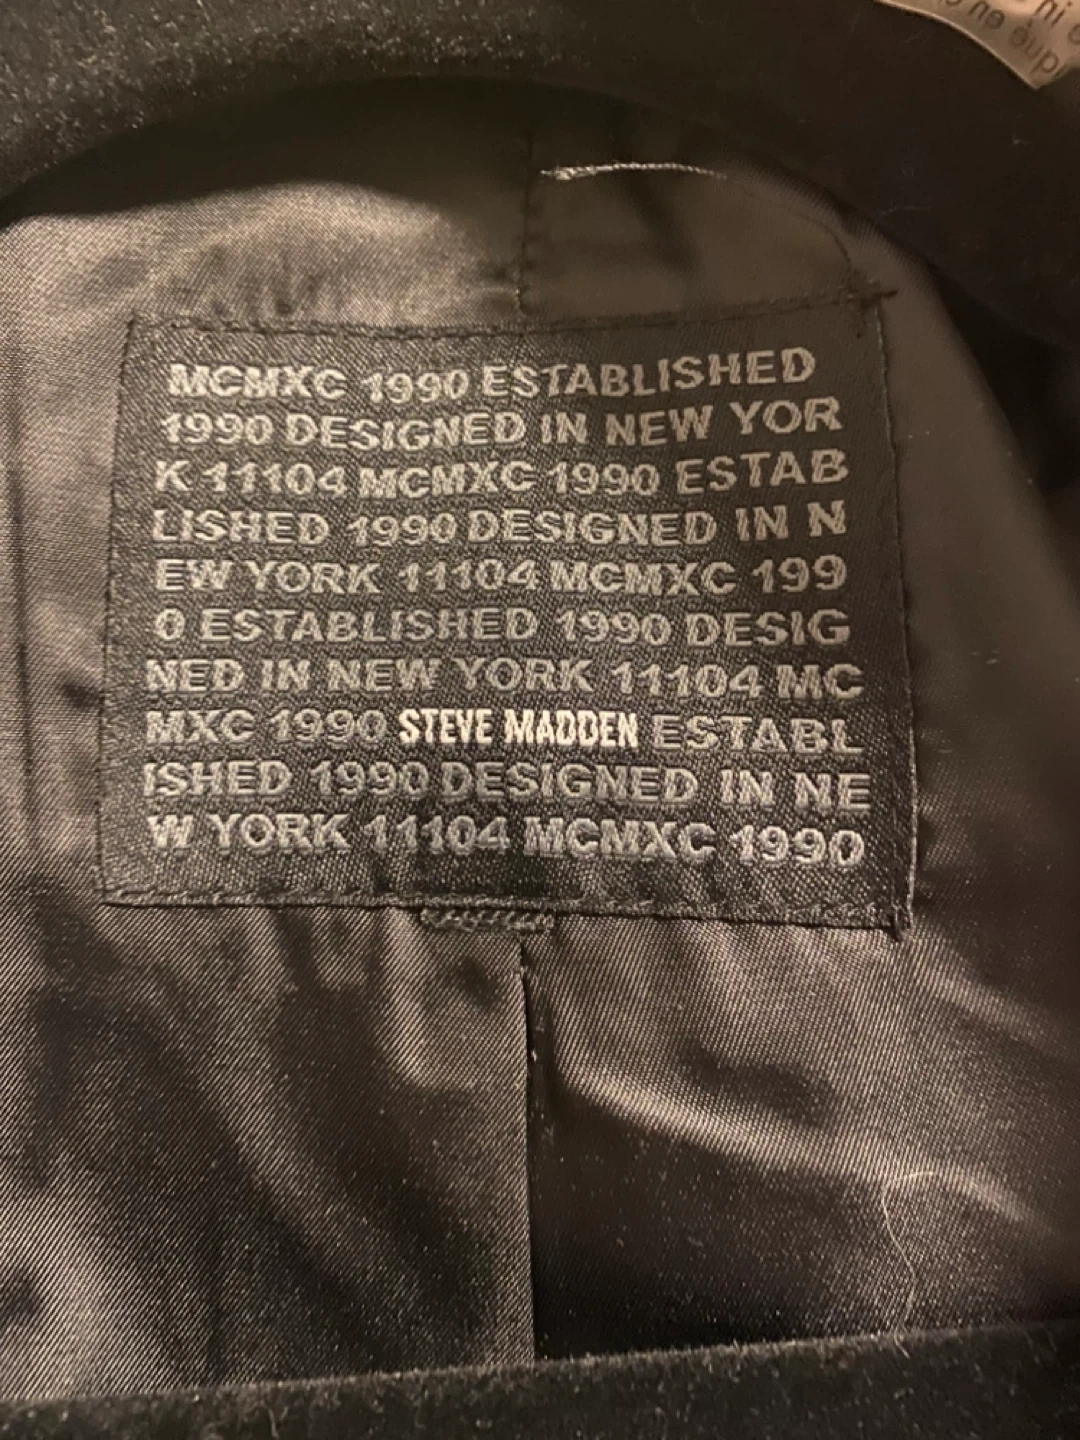 MCMXC 1990 ESTABLISHED
1990 DESIGNED IN NEW YOR
K 11104 MCMXC 1990 ESTAB
LISHED 1990 DESIGNED IN N
EW YORK 11104 MCMXC 199
0 ESTABLISHED 1990 DESIG
NED IN NEW YORK 11104 MC
MXC 1990 STEVE MADDEN ESTABL
ISHED 1990 DESIGNED IN NE
W YORK 11104 MCMXC 1990